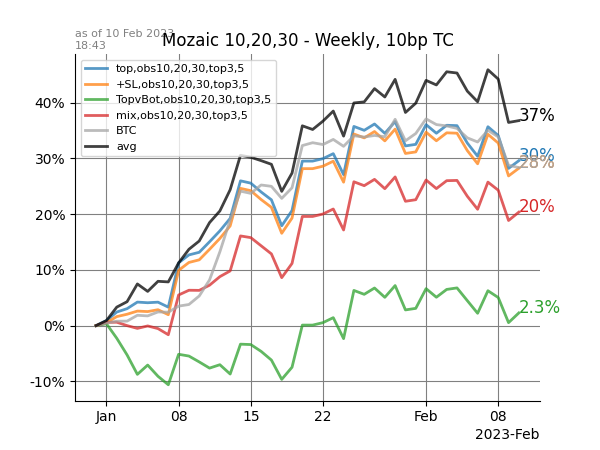 as of 10 Feb 2023
18:43
Mozaic 10,20,30 - Weekly, 10bp TC
top,obs10,20,30,top3,5
+SL,obs10,20,30,top3,5
TopvBot,obs10,20,30,top3,5
mix,obs10,20,30,top3,5
BTC
avg
40%
30%
20%
10%
0%
-10%
37%
30%
28%
20%
2.3%
Jan
08
15
22
Feb
08
2023-Feb